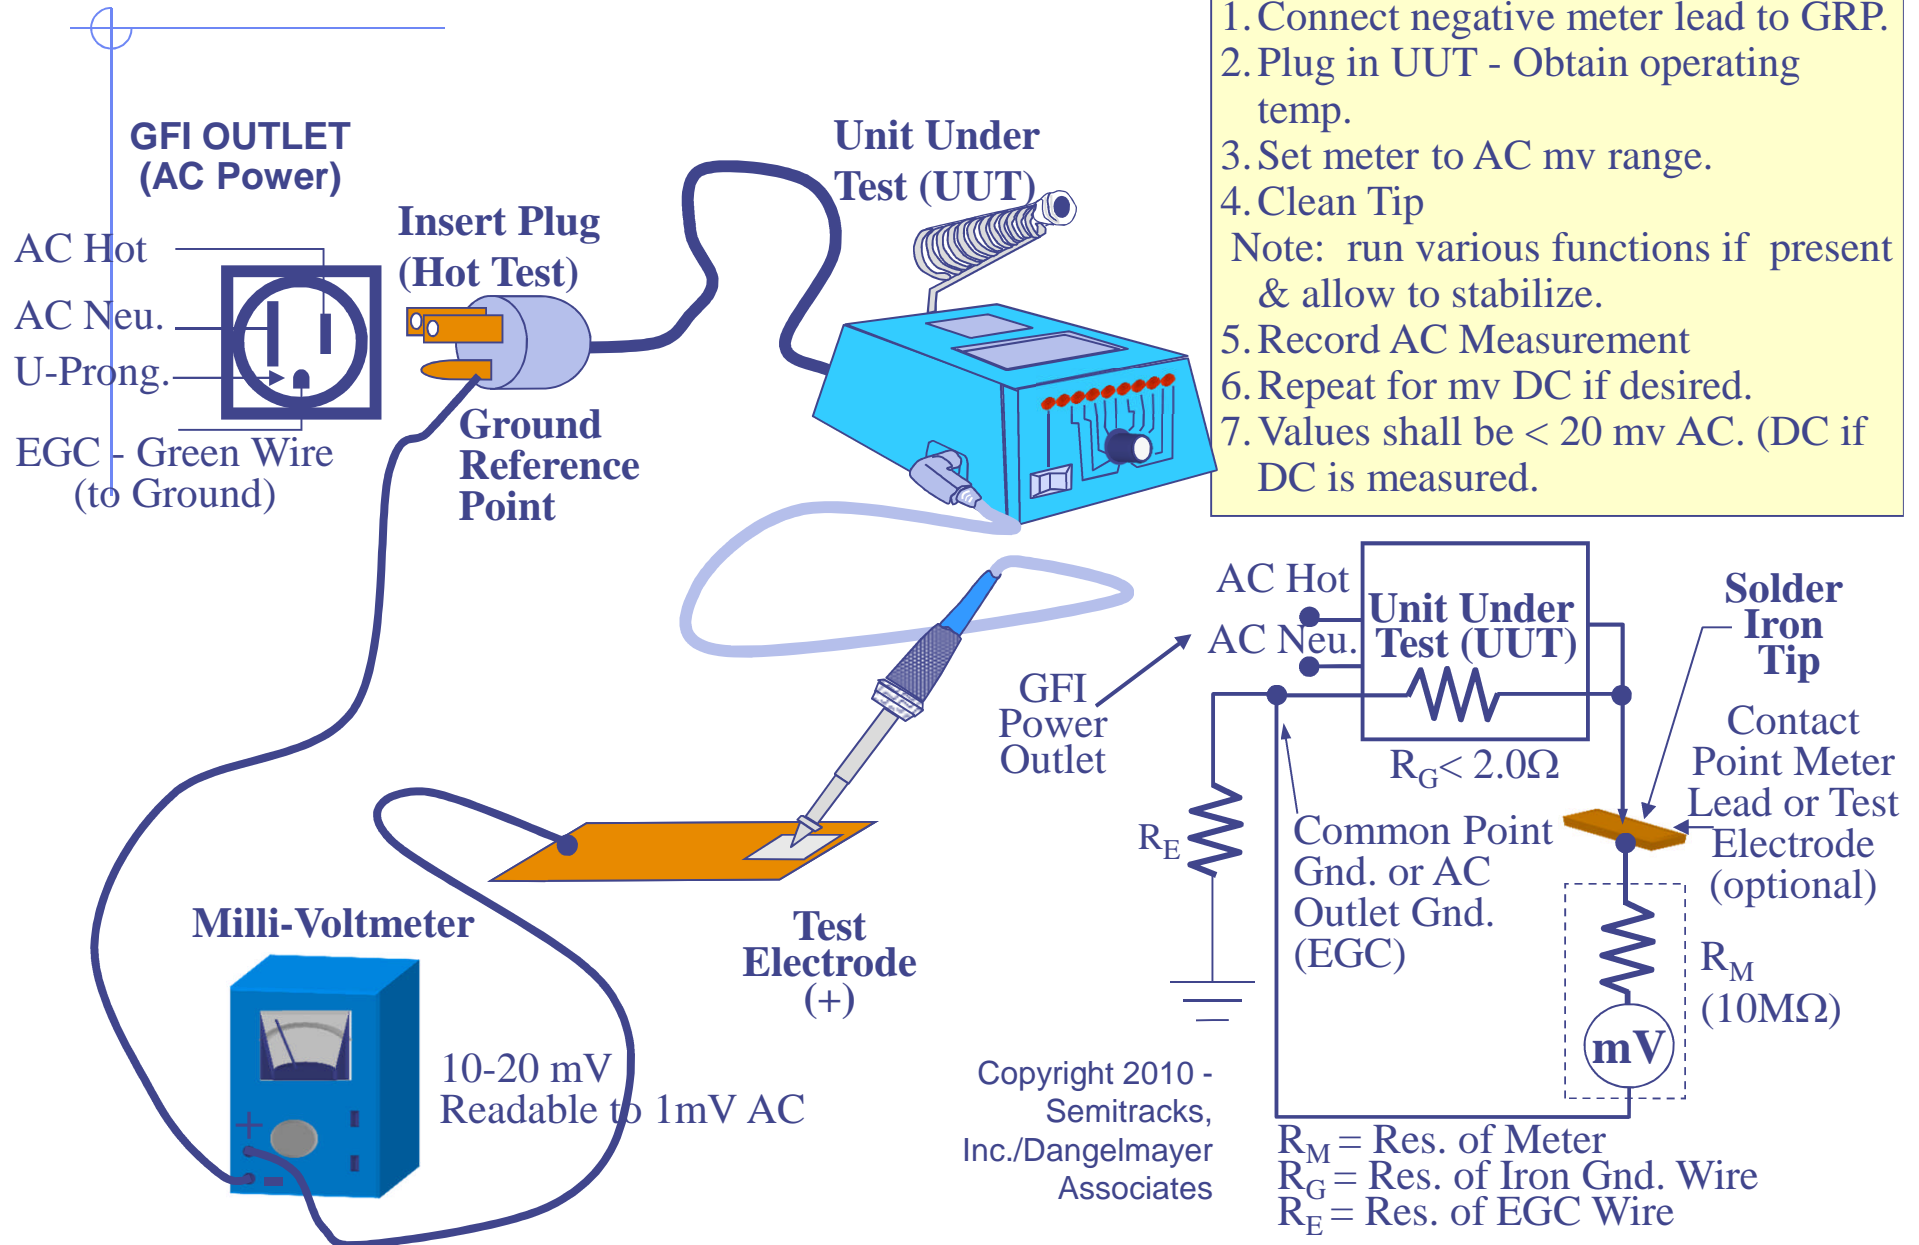 1. Connect negative meter lead to GRP.
2. Plug in UUT - Obtain operating
temp.
3. Set meter to AC mv range.
4. Clean Tip
Note: run various functions if present
& allow to stabilize.
5. Record AC Measurement
6. Repeat for mv DC if desired.
7. Values shall be < 20 mv AC. (DC if
DC is measured.
GFI OUTLET
(AC Power)
AC Hot
AC Neu.
U-Prong.
EGC - Green Wire
(to Ground)
Insert Plug
(Hot Test)
Ground
Reference
Point
Unit Under
Test (UUT)
Milli-Voltmeter
+
-
10-20 mV
Readable to 1mV AC
Test
Electrode
(+)
GFI
Power
Outlet
AC Hot
AC Neu.
Unit Under
Test (UUT)
RG< 2.0Ω
RE
Common Point
Gnd. or AC
Outlet Gnd.
(EGC)
Solder
Iron
Tip
Contact
Point Meter
Lead or Test
Electrode
(optional)
RM
(10MΩ)
mV
Copyright 2010 -
Semitracks,
Inc./Dangelmayer
Associates
RM = Res. of Meter
RG = Res. of Iron Gnd. Wire
RE = Res. of EGC Wire